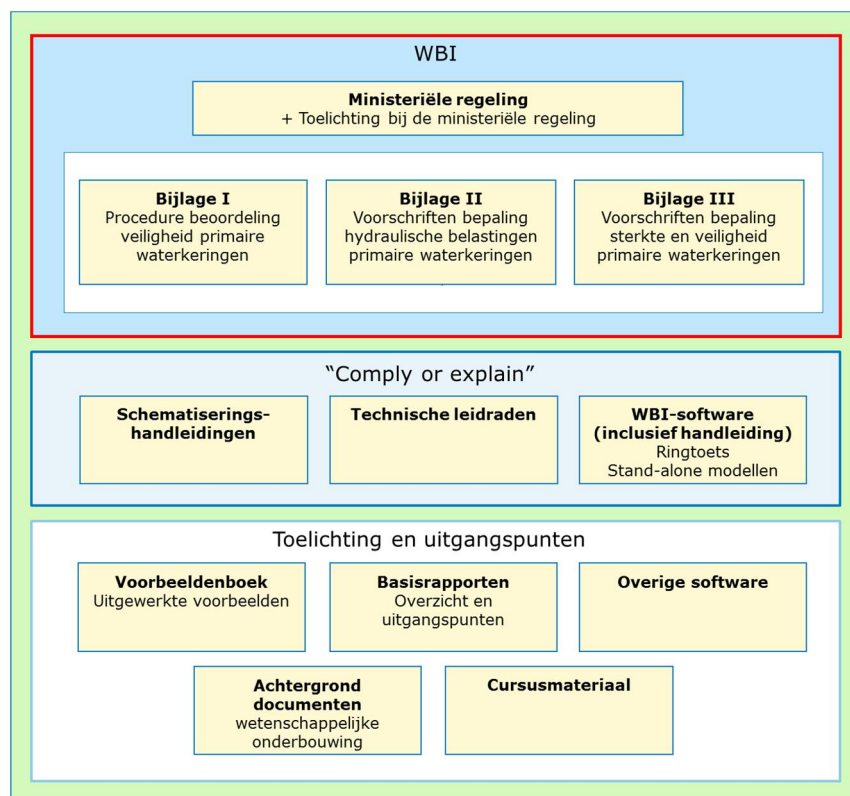 WBI
Ministeriële regeling
+ Toelichting bij de ministeriële regeling
Bijlage I
Procedure beoordeling
veiligheid primaire
waterkeringen
Bijlage II
Voorschriften bepaling
hydraulische belastingen
primaire waterkeringen
Bijlage III
Voorschriften bepaling
sterkte en veiligheid
primaire waterkeringen
“Comply or explain”
Schematiserings-
handleidingen
Technische leidraden
WBI-software
(inclusief handleiding)
Ringtoets
Stand-alone modellen
Toelichting en uitgangspunten
Voorbeeldenboek
Uitgewerkte voorbeelden
Basisrapporten
Overzicht en
uitgangspunten
Overige software
Achtergrond
documenten
wetenschappelijke
onderbouwing
Cursusmateriaal